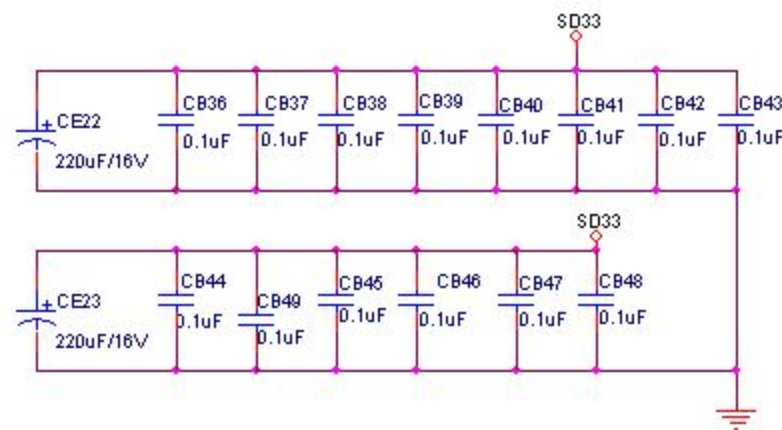 SD33
CB36 CB37 CB38 CB39 CB40 CB41 CB42 CB43
CE22
0.1uF 0.1uF 0.1uF 0.1uF 0.1uF 0.1uF 0.1uF 0.1uF
220uF/16V
SD33
CB44 CB45 CB46 CB47 CB48
CE23 CB49
0.1uF 0.1uF 0.1uF 0.1uF 0.1uF
220uF/16V 0.1uF